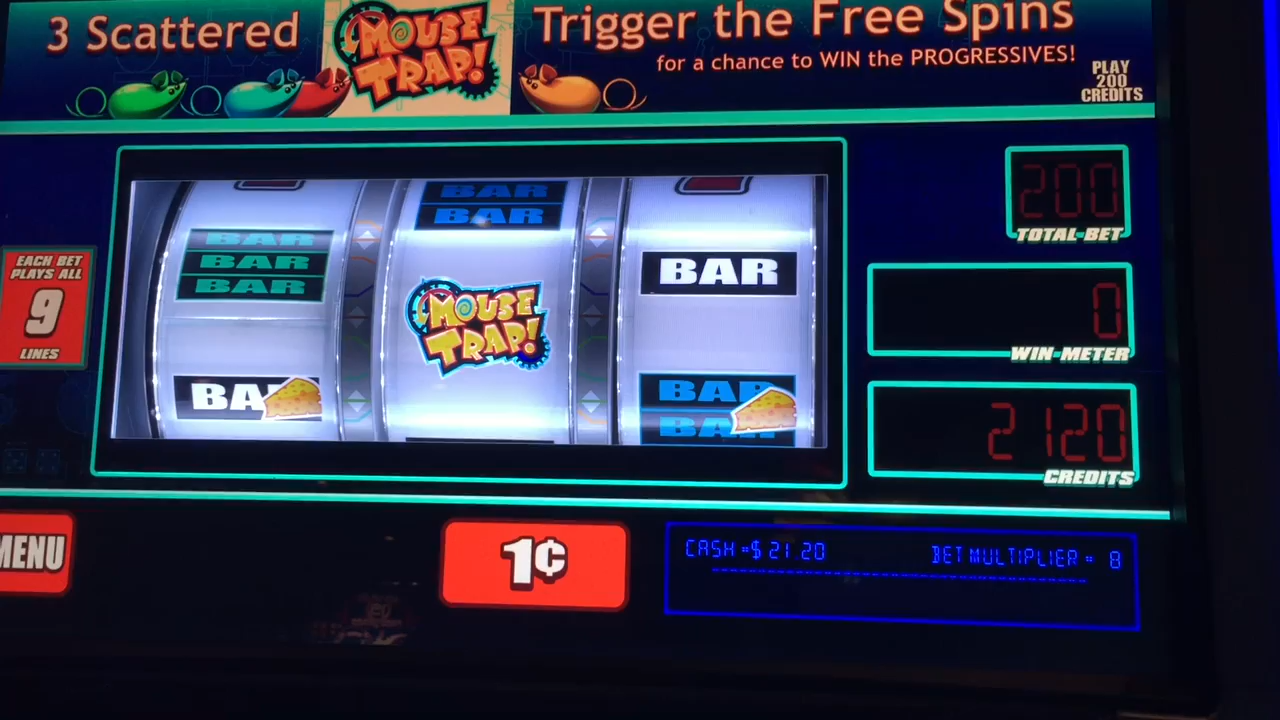 3 Scattered
MOUSE TRAP!
Trigger the Free Spins
for a chance to WIN the PROGRESSIVES!
PLAY
200
CREDITS
EACH BET
PLAYS ALL
9
LINES
BAR
BAR
BAR
BA
BAR
BAR
MOUSE
TRAP!
BAR
BAR
BA
200
TOTAL BET
0
WIN METER
2120
CREDITS
MENU
1¢
CASH =$ 21.20
BET MULTIPLIER = 8